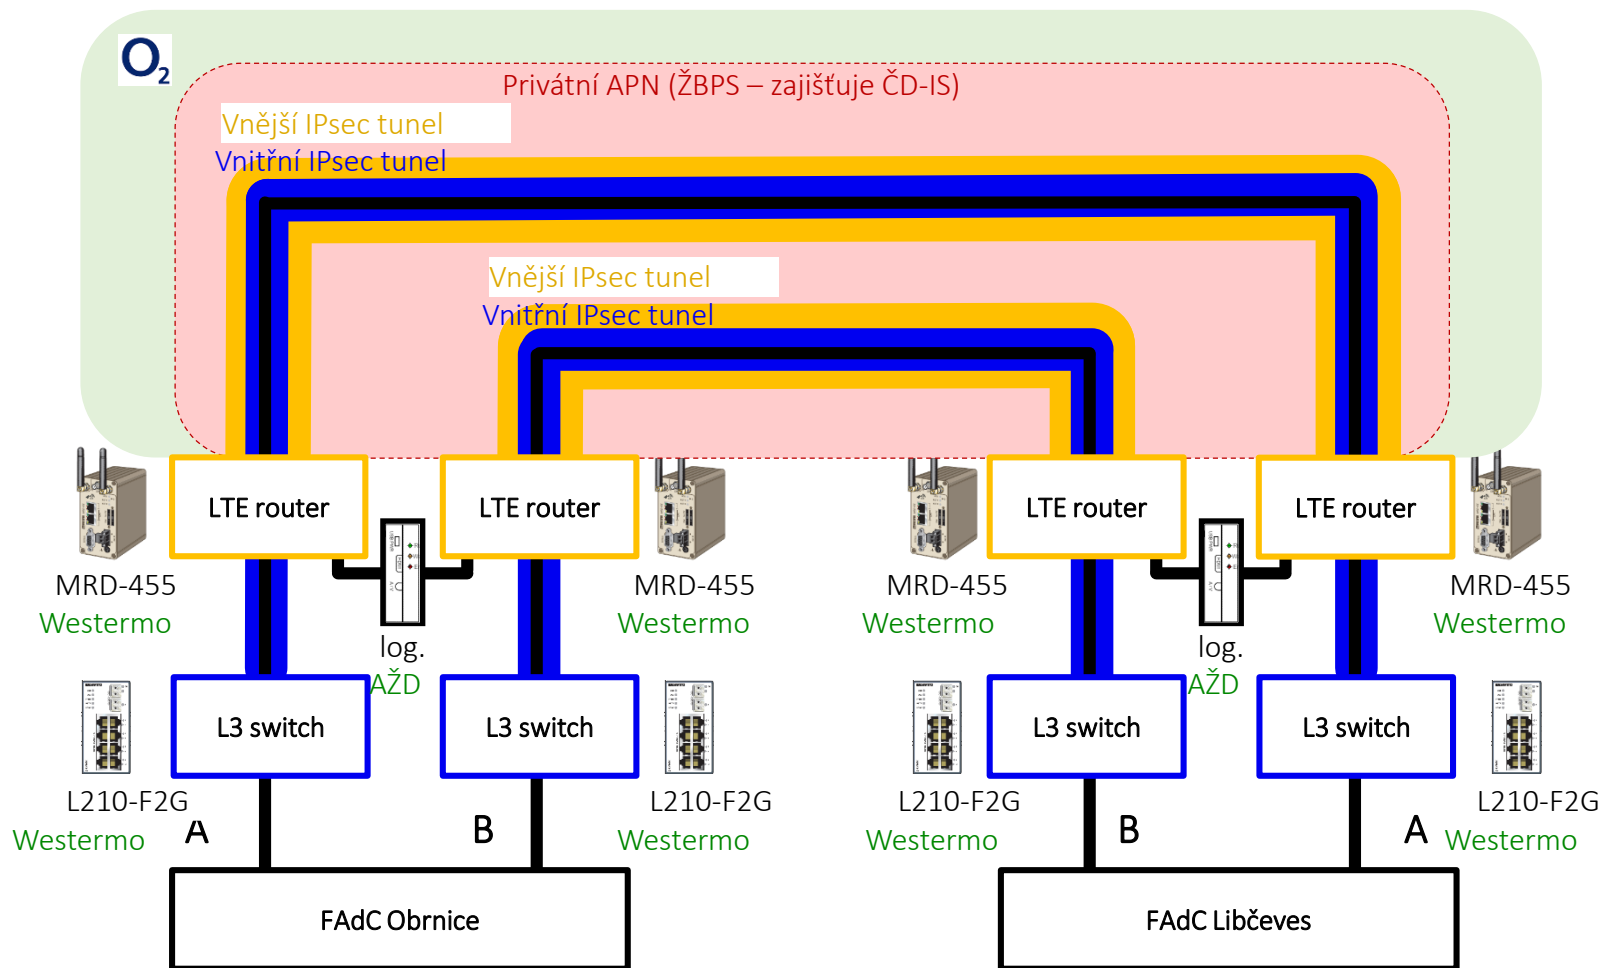 O2
Privátní APN (ŽBPS – zajišťuje ČD-IS)
Vnější IPsec tunel
Vnitřní IPsec tunel
Vnější IPsec tunel
Vnitřní IPsec tunel
LTE router
LTE router
LTE router
LTE router
MRD-455
Westermo
MRD-455
Westermo
MRD-455
Westermo
MRD-455
Westermo
log.
AŽD
log.
AŽD
L3 switch
L3 switch
L3 switch
L3 switch
L210-F2G
Westermo
L210-F2G
Westermo
L210-F2G
Westermo
L210-F2G
Westermo
A
B
B
A
FAdC Obrnice
FAdC Libčeves